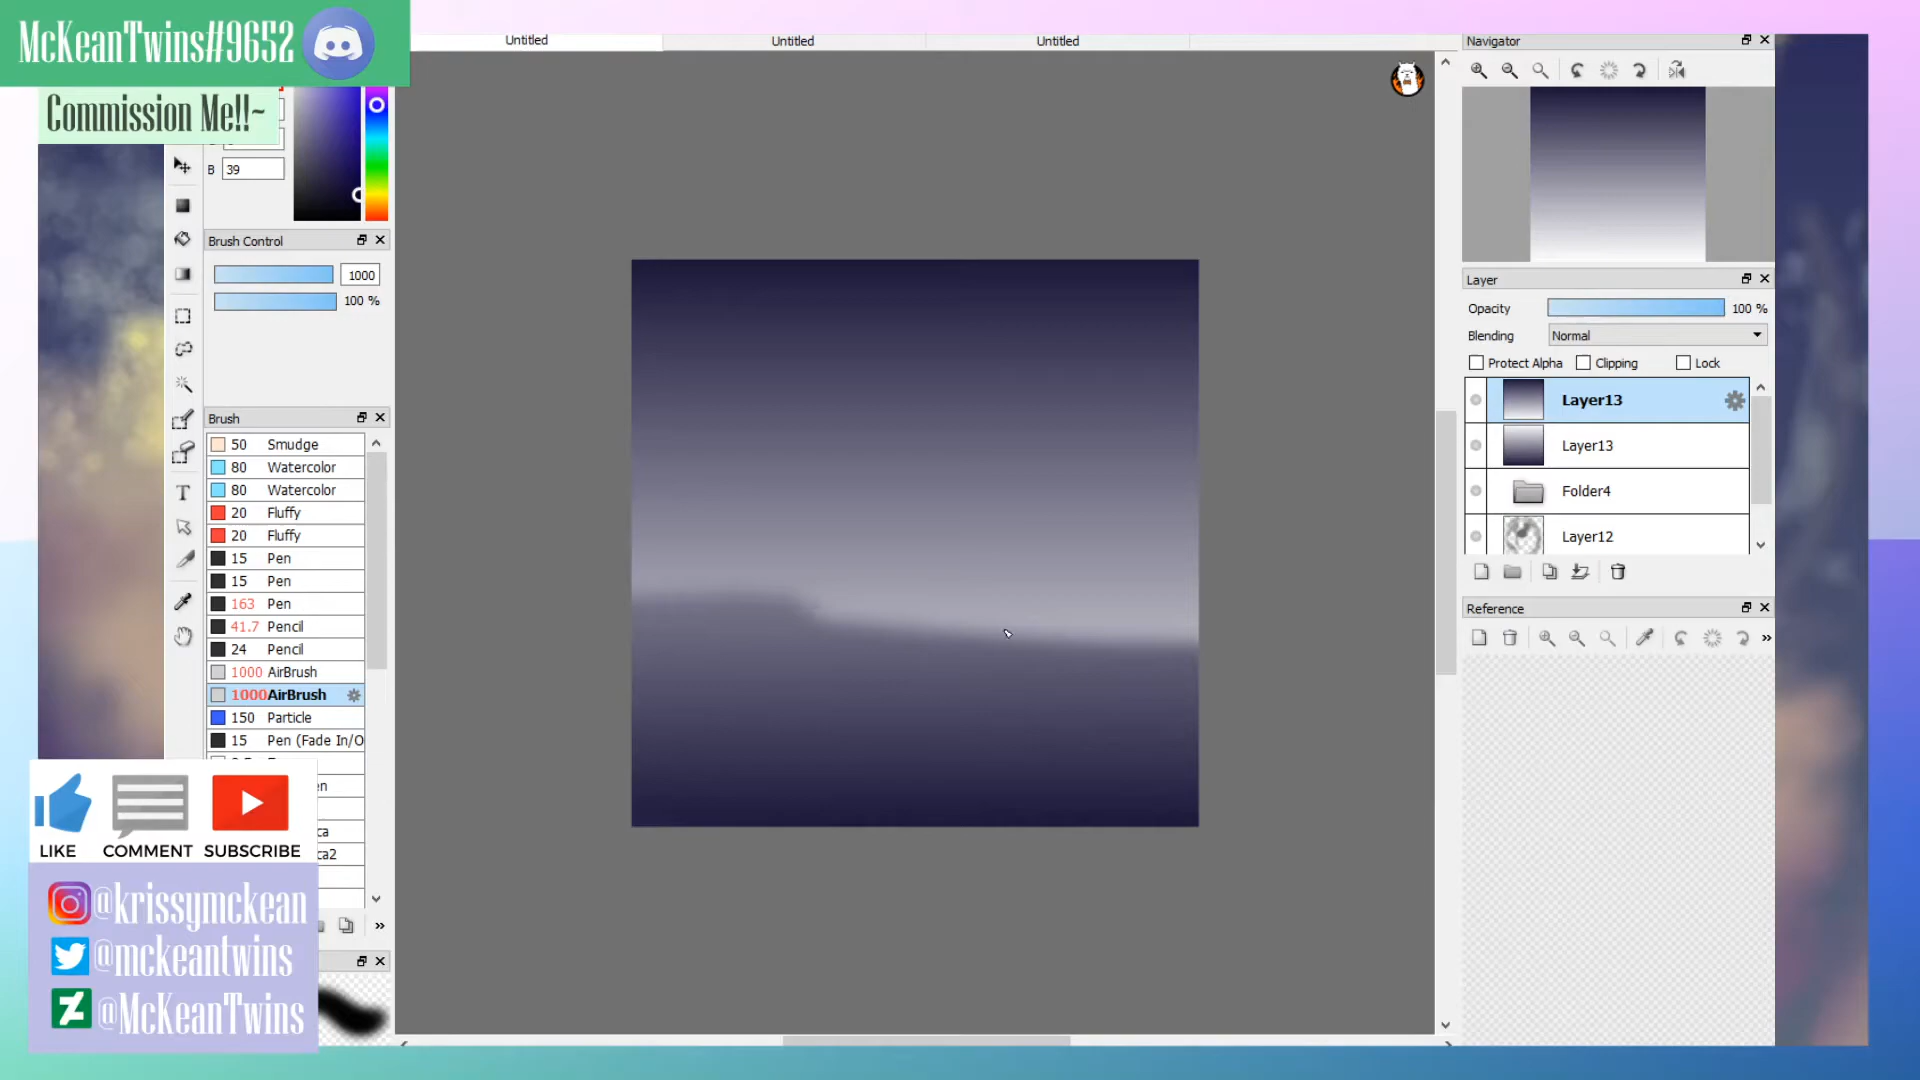 McKeanTwins#9652
Commission Me!!~
Untitled
Untitled
Untitled
B 39
Brush Control
1000
100 %
Brush
50 Smudge
80 Watercolor
80 Watercolor
20 Fluffy
20 Fluffy
15 Pen
15 Pen
163 Pen
41.7 Pencil
24 Pencil
1000 AirBrush
1000 AirBrush
150 Particle
15 Pen (Fade In/O
en
ca
ca2
LIKE COMMENT SUBSCRIBE
@krissymckean
@mckeantwins
@McKeanTwins
Navigator
Layer
Opacity 100 %
Blending Normal
Protect Alpha Clipping Lock
Layer13
Layer13
Folder4
Layer12
Reference